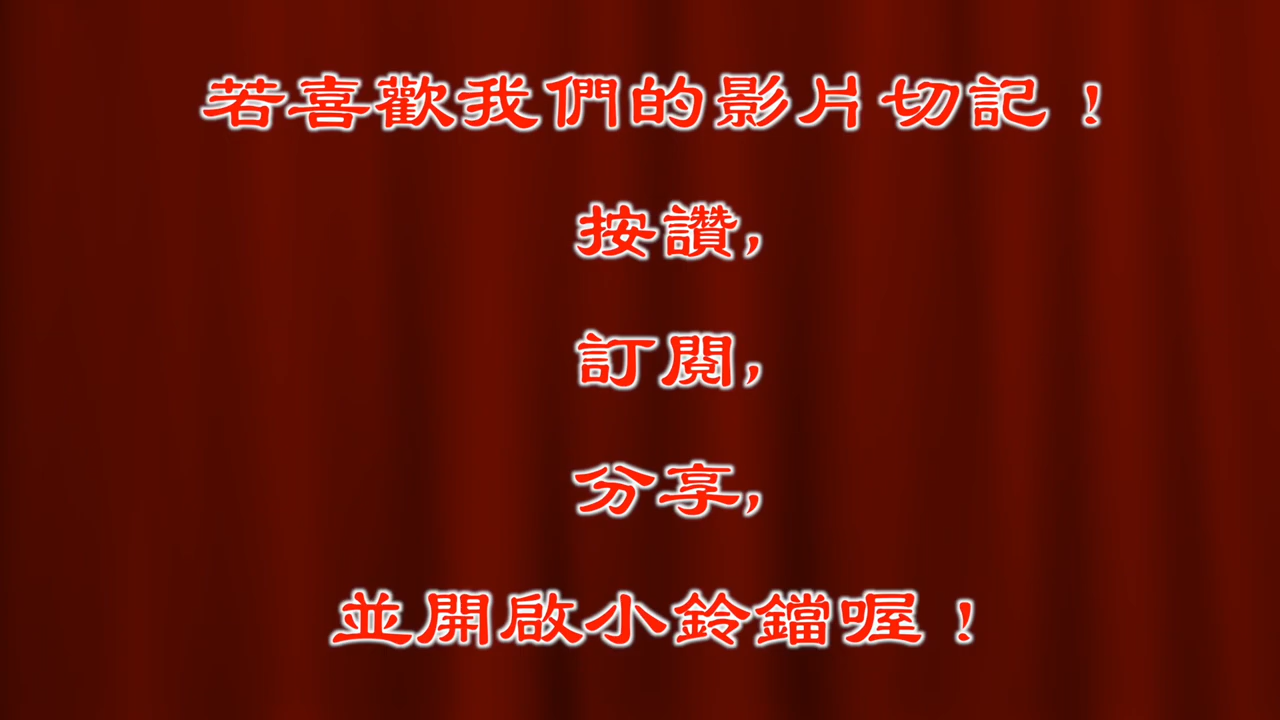 若喜歡我們的影片切記！
按讚,
訂閱,
分享,
並開啟小鈴鐺喔！